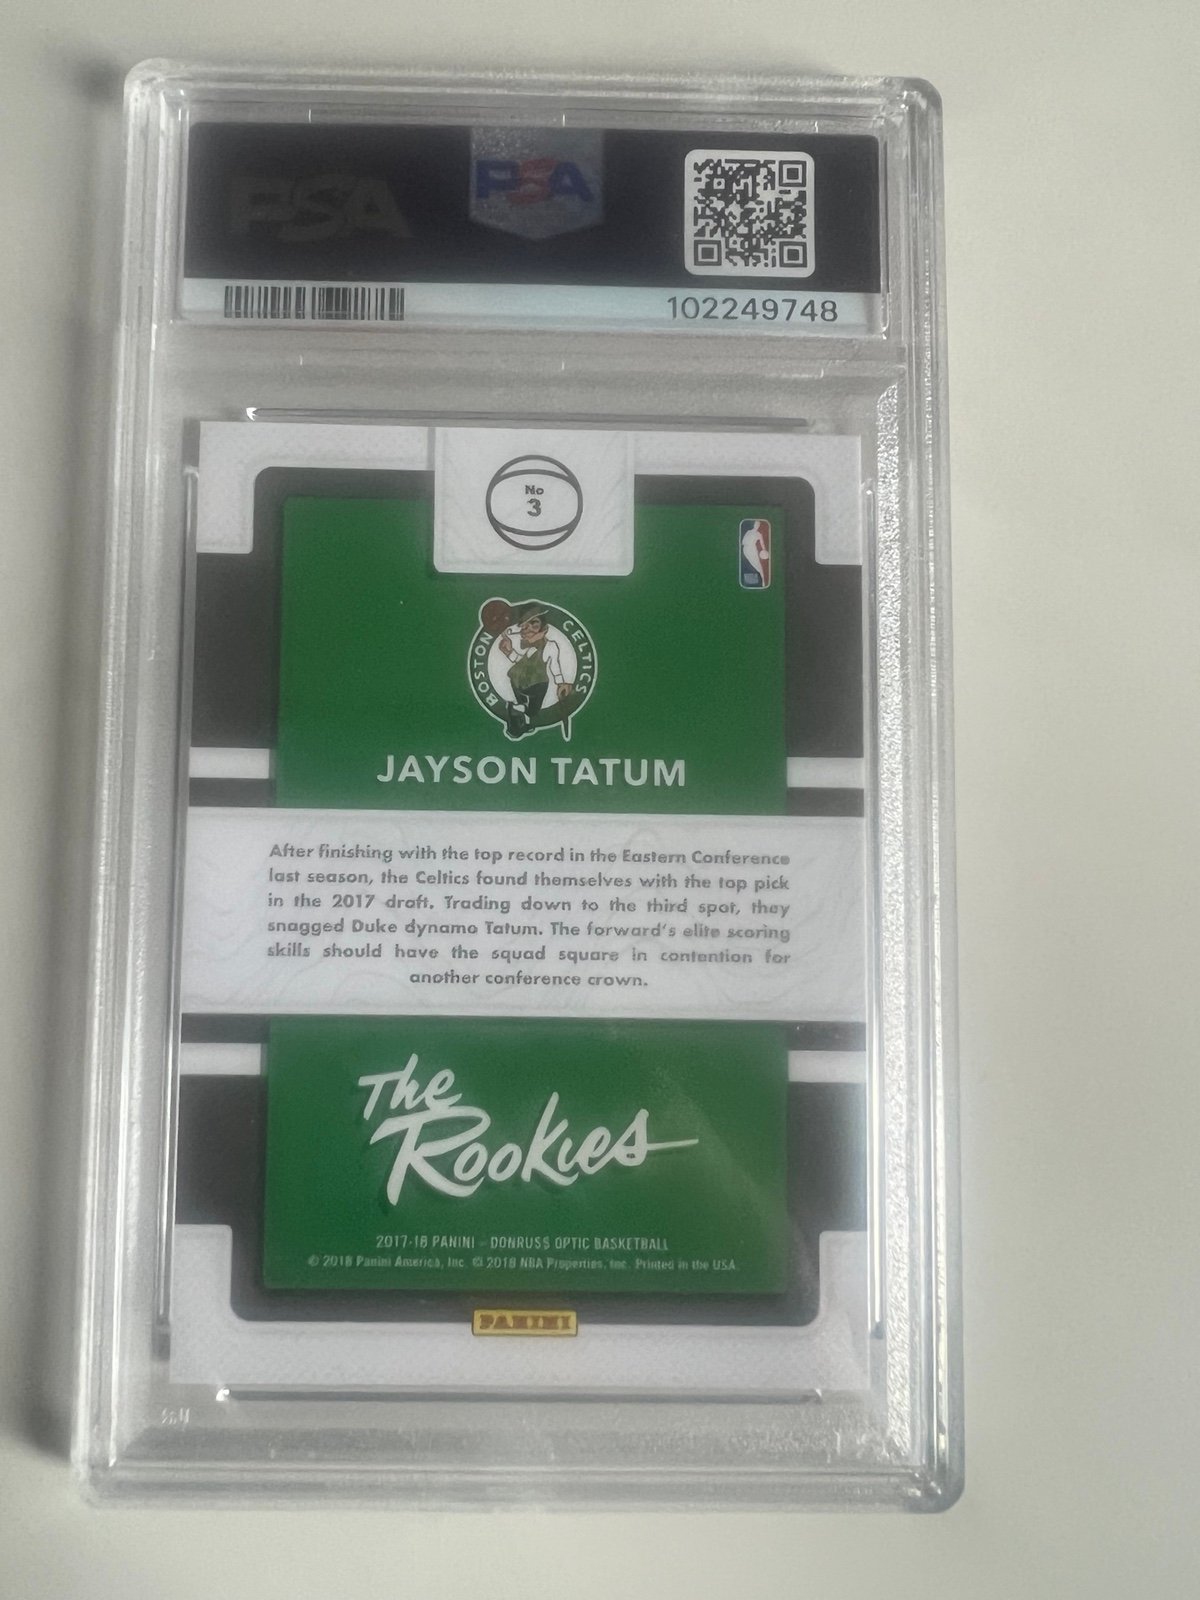 PSA
PSA
102249748
No
3
BOSTON CELTICS
JAYSON TATUM
After finishing with the top record in the Eastern Conference
last season, the Celtics found themselves with the top pick
in the 2017 draft. Trading down to the third spot, they
snagged Duke dynamo Tatum. The forward's elite scoring
skills should have the squad square in contention for
another conference crown.
The
Rookies
2017-18 PANINI - DONRUSS OPTIC BASKETBALL
© 2018 Panini America, Inc. © 2018 NBA Properties, Inc. Printed in the USA.
PANINI